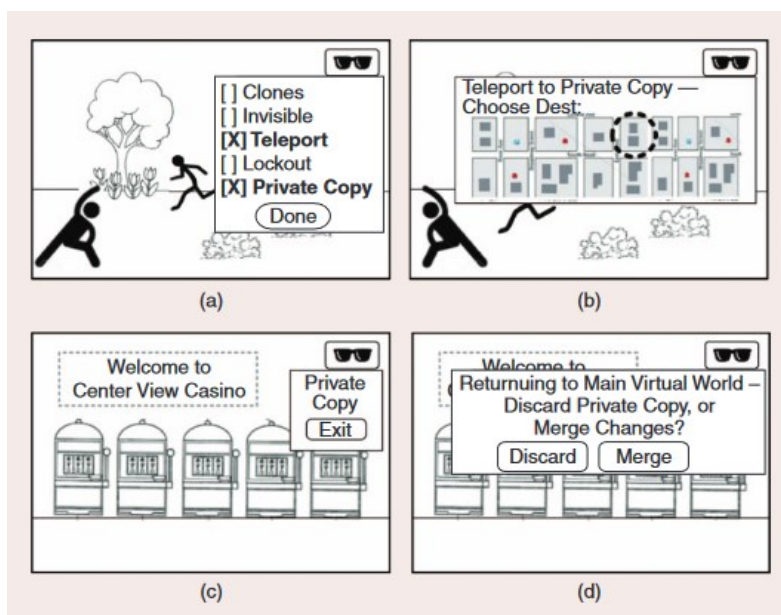 [ ] Clones
[ ] Invisible
[X] Teleport
[ ] Lockout
[X] Private Copy
Done
(a)
Teleport to Private Copy —
Choose Dest:
(b)
Welcome to
Center View Casino
Private
Copy
Exit
(c)
Welcome to
Returnuing to Main Virtual World –
Discard Private Copy, or
Merge Changes?
Discard Merge
(d)